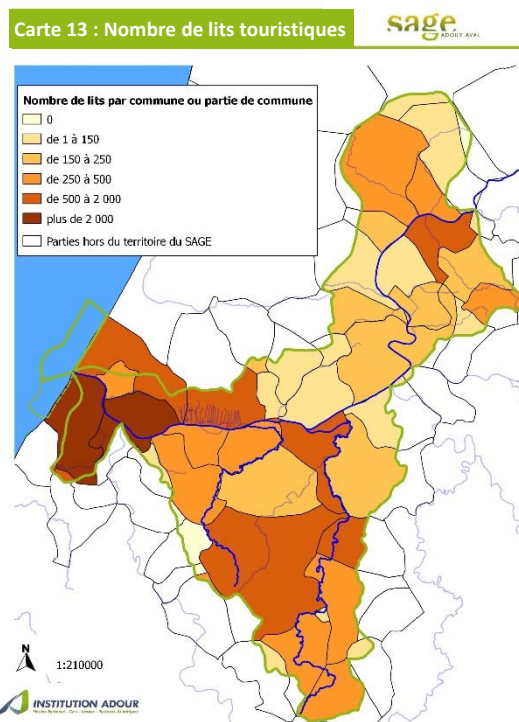 Carte 13 : Nombre de lits touristiques
sage
ADOUR AVAL
Nombre de lits par commune ou partie de commune
0
de 1 à 150
de 150 à 250
de 250 à 500
de 500 à 2 000
plus de 2 000
Parties hors du territoire du SAGE
N
1:210000
INSTITUTION ADOUR